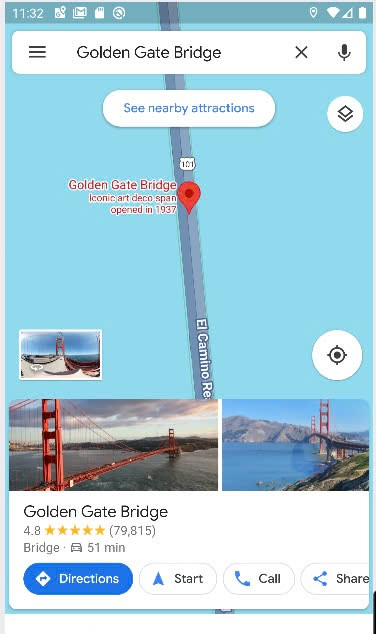 11:32
Golden Gate Bridge
See nearby attractions
101
Golden Gate Bridge
Iconic art deco span
opened in 1937
El Camino Re
Golden Gate Bridge
4.8 ★★★★★ (79,815)
Bridge · 51 min
Directions
Start
Call
Share